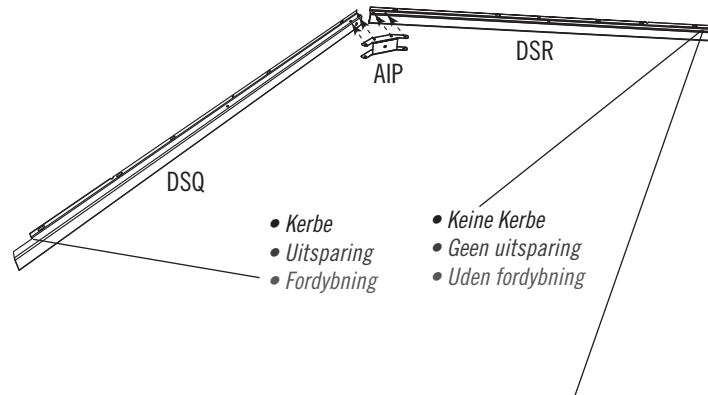 DSR
AIP
DSQ
• Kerbe
• Uitsparing
• Fordybning
• Keine Kerbe
• Geen uitsparing
• Uden fordybning